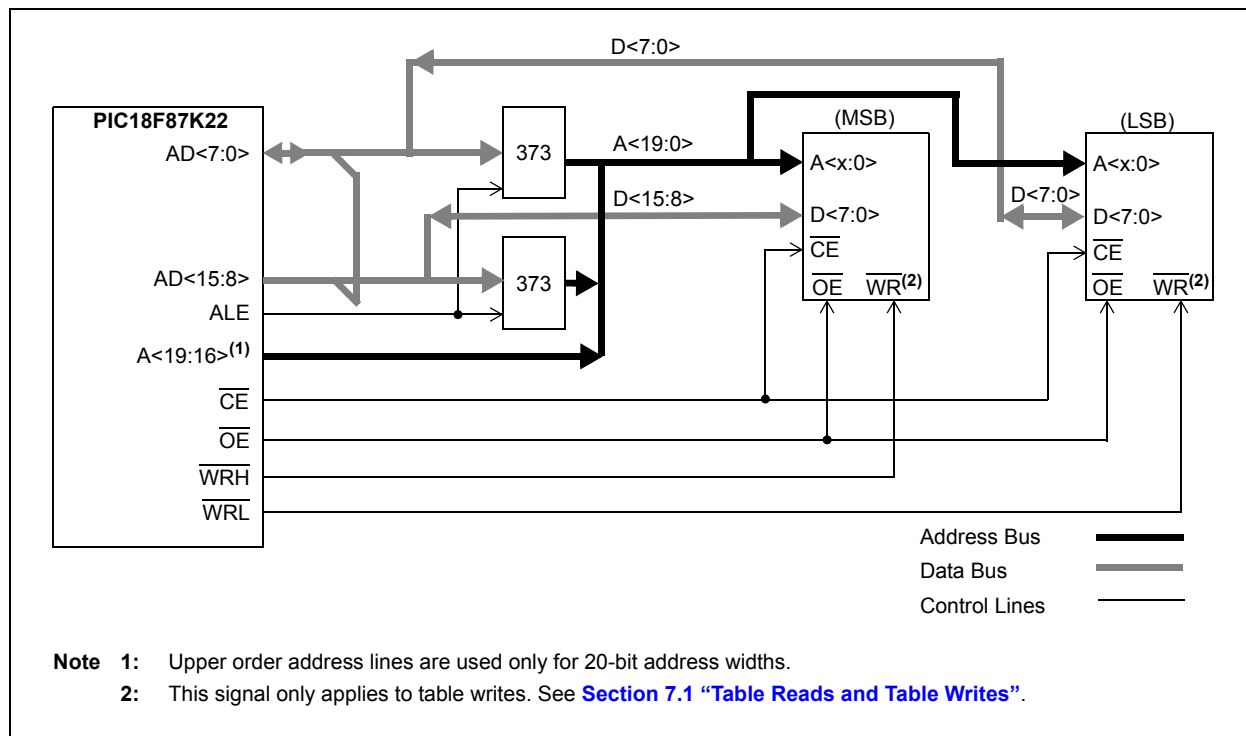 D<7:0>
PIC18F87K22
AD<7:0>
373
A<19:0>
(MSB)
A<x:0>
(LSB)
A<x:0>
D<15:8>
D<7:0>
D<7:0>
D<7:0>
CE
CE
AD<15:8>
373
OE WR(2)
OE WR(2)
ALE
A<19:16>(1)
CE
OE
WRH
WRL
Address Bus
Data Bus
Control Lines
Note 1: Upper order address lines are used only for 20-bit address widths.
2: This signal only applies to table writes. See Section 7.1 “Table Reads and Table Writes”.